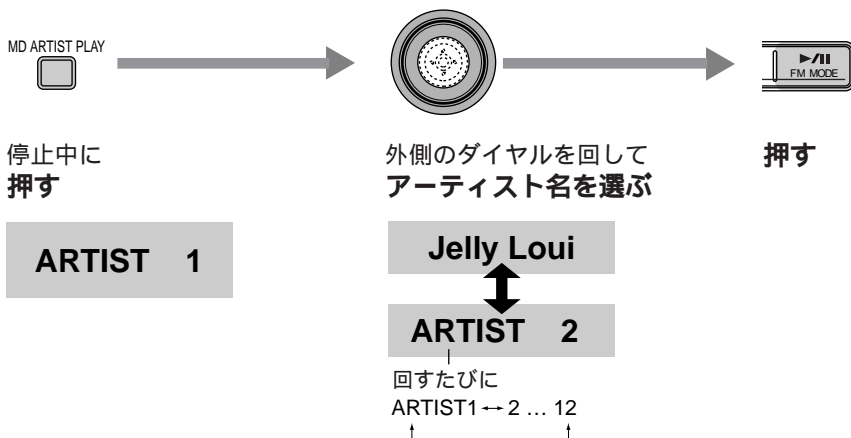 MD ARTIST PLAY
►/II
FM MODE
停止中に
押す
外側のダイヤルを回して
アーティスト名を選ぶ
押す
ARTIST 1
Jelly Loui
ARTIST 2
回すたびに
ARTIST1 ↔ 2 … 12